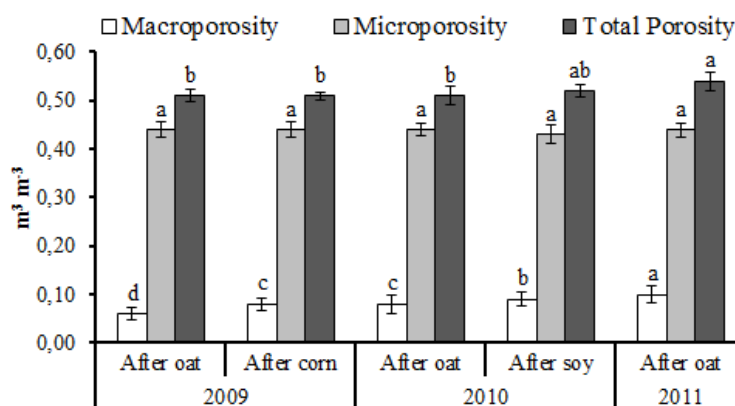 Macroporosity Microporosity Total Porosity
0,60
0,50
0,40
0,30
0,20
0,10
0,00
m³ m⁻³
d a b
c a b
c a b
b a ab
a a a
After oat After corn After oat After soy After oat
2009 2010 2011